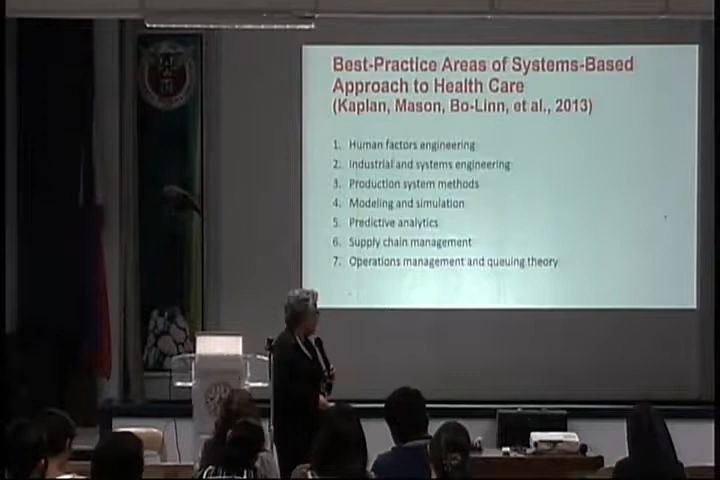 Best-Practice Areas of Systems-Based
Approach to Health Care
(Kaplan, Mason, Bo-Linn, et al., 2013)
1. Human factors engineering
2. Industrial and systems engineering
3. Production system methods
4. Modeling and simulation
5. Predictive analytics
6. Supply chain management
7. Operations management and queuing theory